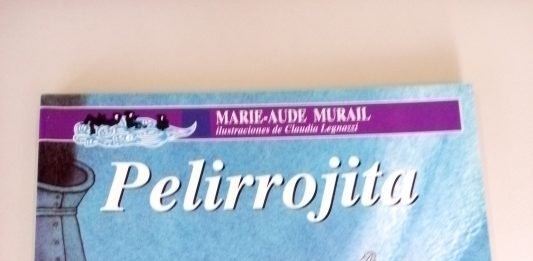 MARIE-AUDE MURAIL
ilustraciones de Claudia Legnazzi
Pelirrojita